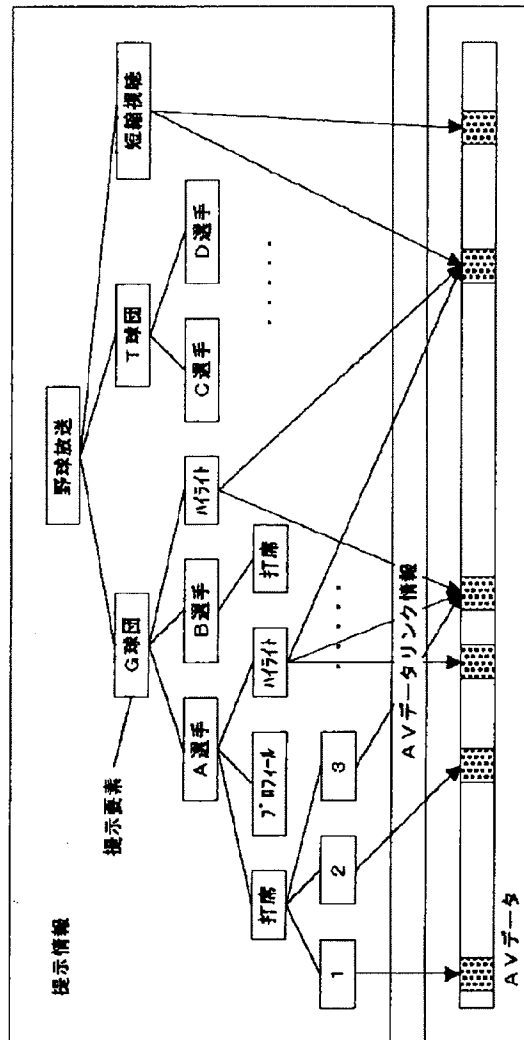 提示情報
提示要素
野球放送
G球団
T球団
短縮視聴
A選手
B選手
ハイライト
C選手
D選手
打席
プロフィール
ハイライト
打席
1
2
3
AVデータリンク情報
AVデータ